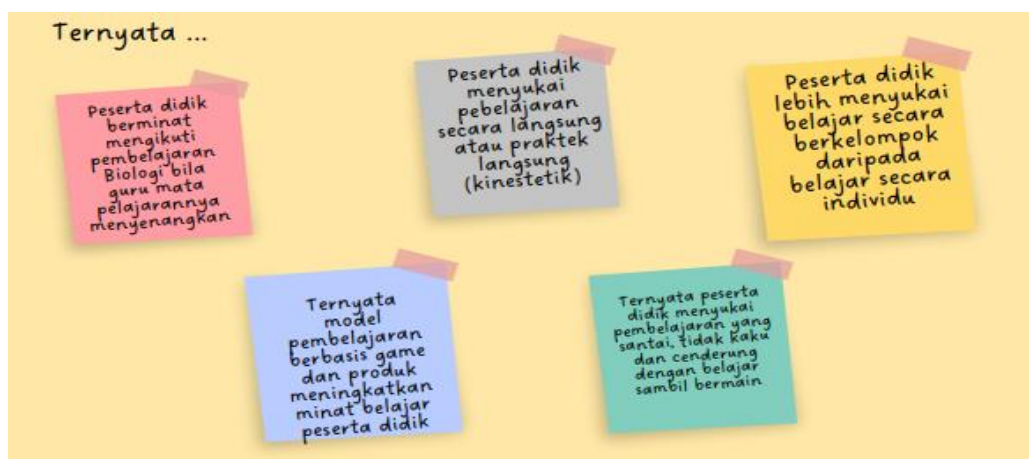 Ternyata ...
Peserta didik
berminat
mengikuti
pembelajaran
Biologi bila
guru mata
pelajarannya
menyenangkan
Peserta didik
menyukai
pebelajaran
secara langsung
atau praktek
langsung
(kinestetik)
Peserta didik
lebih menyukai
belajar secara
berkelompok
daripada
belajar secara
individu
Ternyata
model
pembelajaran
berbasis game
dan produk
meningkatkan
minat belajar
peserta didik
Ternyata peserta
didik menyukai
pembelajaran yang
santai, tidak kaku
dan cenderung
dengan belajar
sambil bermain